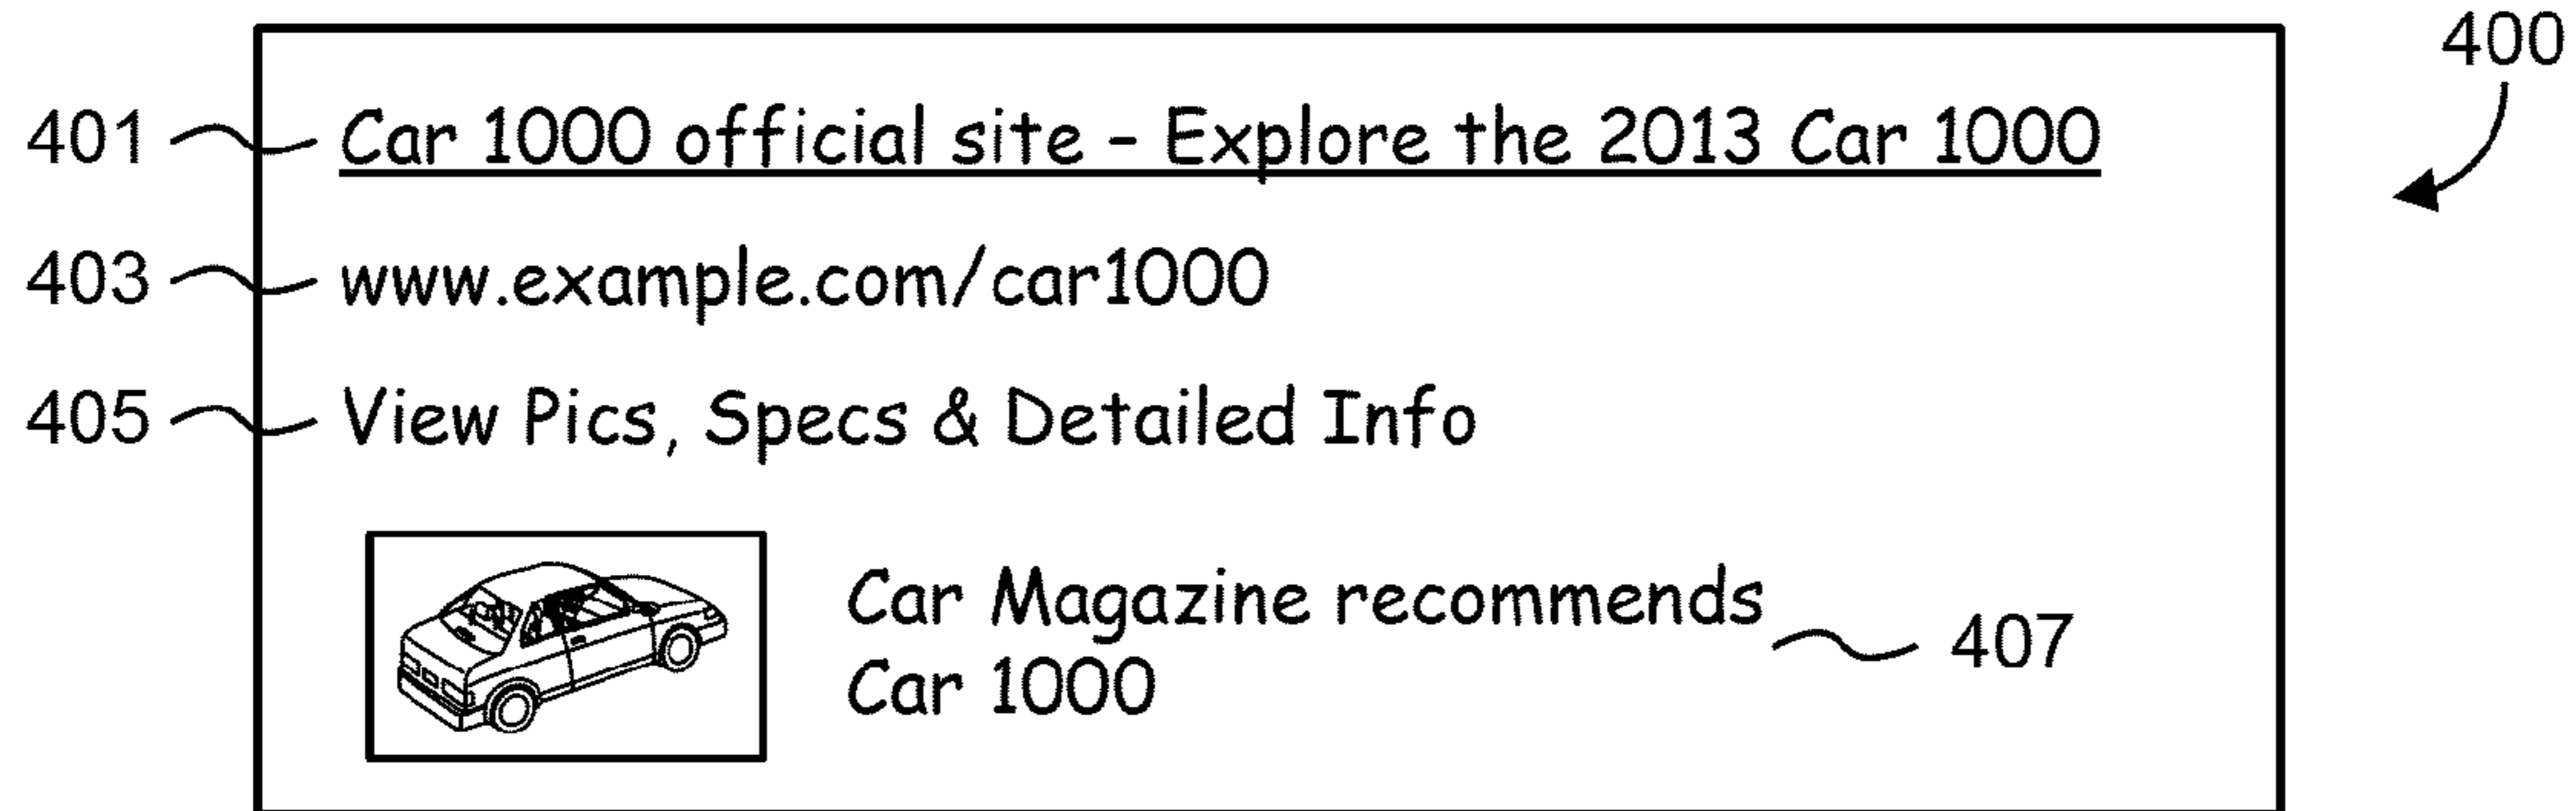 400
401 Car 1000 official site - Explore the 2013 Car 1000
403 www.example.com/car1000
405 View Pics, Specs & Detailed Info
Car Magazine recommends
407
Car 1000